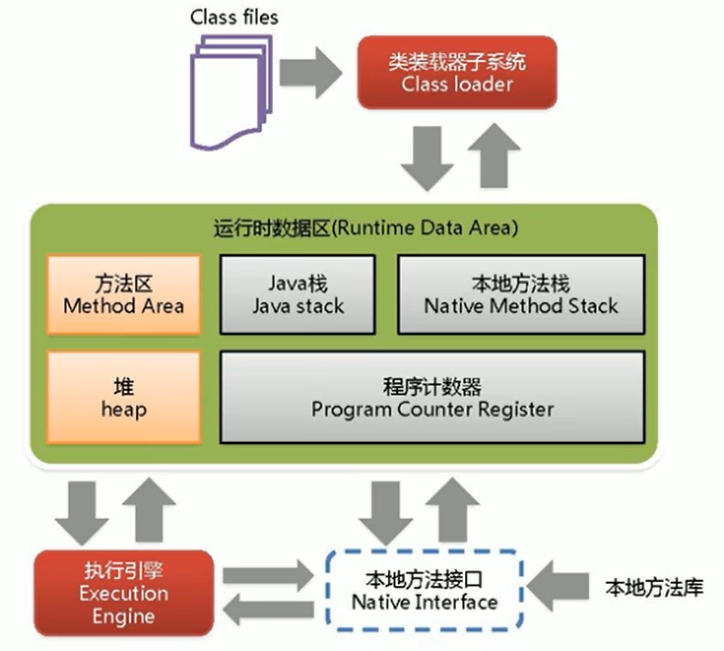 Class files
类装载器子系统
Class loader
运行时数据区(Runtime Data Area)
方法区
Method Area
Java栈
Java stack
本地方法栈
Native Method Stack
堆
heap
程序计数器
Program Counter Register
执行引擎
Execution
Engine
本地方法接口
Native Interface
本地方法库